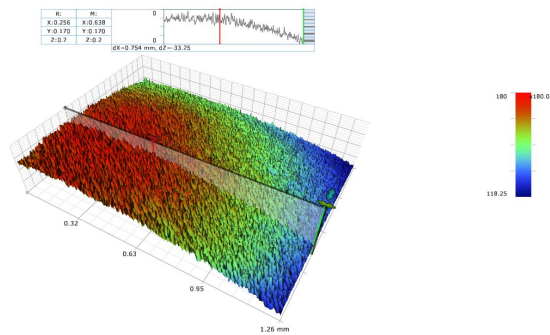 R: M:
X:0.256 X:0.638
Y:0.170 Y:0.170
Z:0.7 Z:0.2
0
0
dX=0.754 mm, dZ=-33.25
180 180.0
118.25
0.32
0.63
0.95
1.26 mm